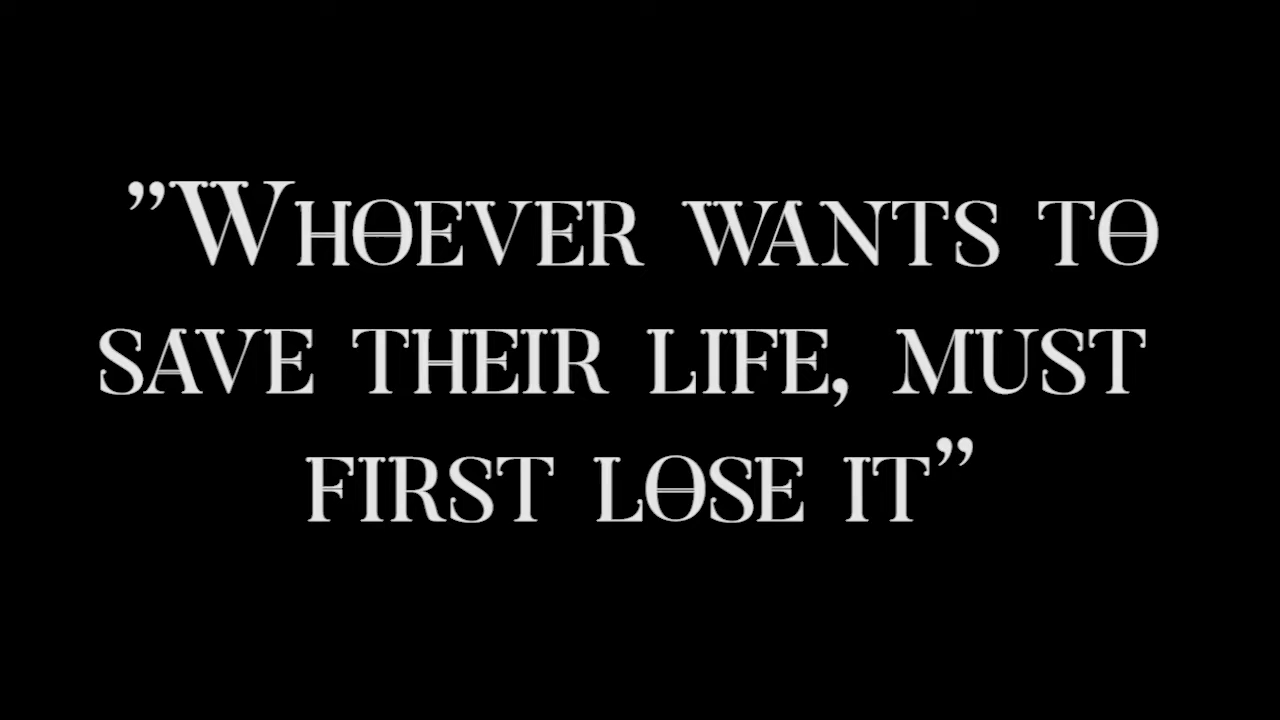 ”Whoever wants to
save their life, must
first lose it”